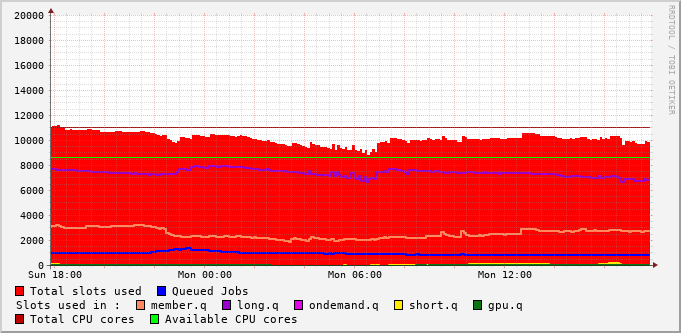 20000
18000
16000
14000
12000
10000
8000
6000
4000
2000
0
Sun 18:00 Mon 00:00 Mon 06:00 Mon 12:00
RRDTOOL / TOBI OETIKER
Total slots used Queued Jobs
Slots used in : member.q long.q ondemand.q short.q gpu.q
Total CPU cores Available CPU cores